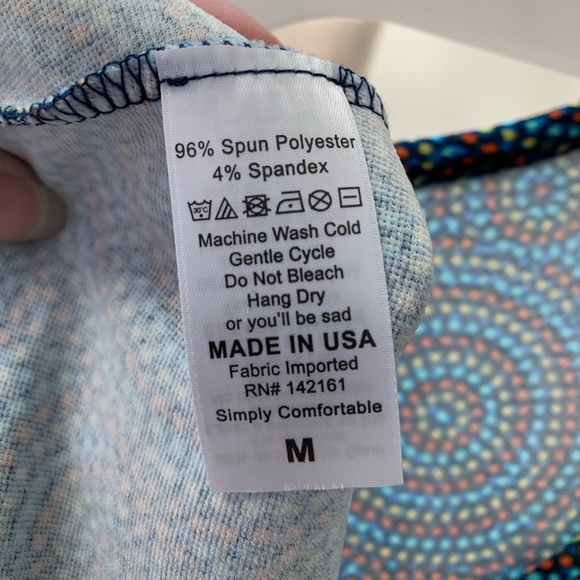 96% Spun Polyester
4% Spandex
30°C
Machine Wash Cold
Gentle Cycle
Do Not Bleach
Hang Dry
or you'll be sad
MADE IN USA
Fabric Imported
RN# 142161
Simply Comfortable
M